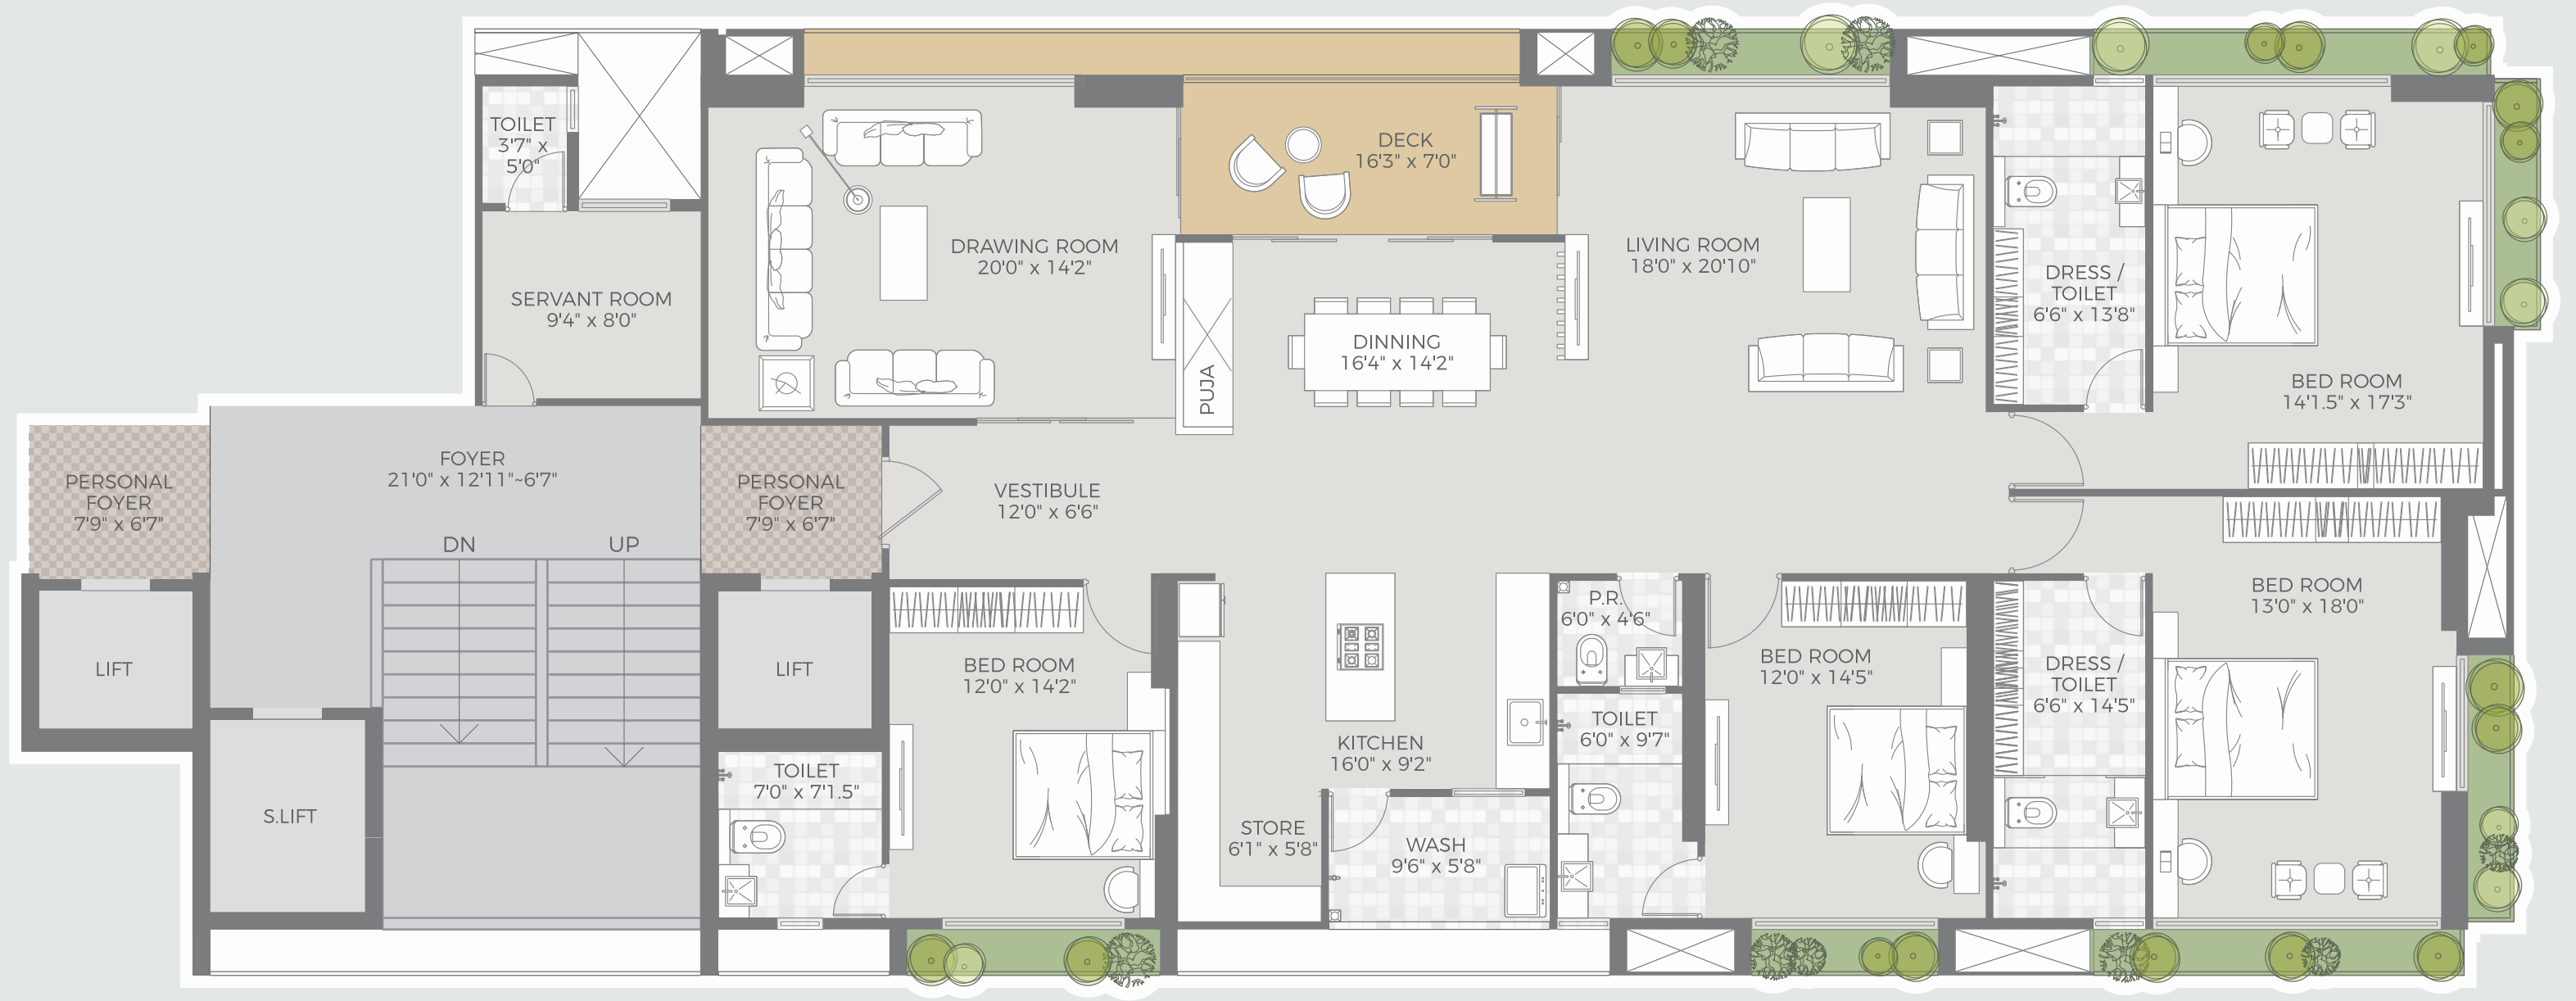 TOILET
3'7" x
5'0"
SERVANT ROOM
9'4" x 8'0"
DRAWING ROOM
20'0" x 14'2"
DECK
16'3" x 7'0"
LIVING ROOM
18'0" x 20'10"
DRESS /
TOILET
6'6" x 13'8"
BED ROOM
14'1.5" x 17'3"
PUJA
DINNING
16'4" x 14'2"
PERSONAL
FOYER
7'9" x 6'7"
FOYER
21'0" x 12'11"~6'7"
PERSONAL
FOYER
7'9" x 6'7"
VESTIBULE
12'0" x 6'6"
DN
UP
LIFT
S.LIFT
LIFT
TOILET
7'0" x 7'1.5"
BED ROOM
12'0" x 14'2"
KITCHEN
16'0" x 9'2"
STORE
6'1" x 5'8"
WASH
9'6" x 5'8"
P.R.
6'0" x 4'6"
TOILET
6'0" x 9'7"
BED ROOM
12'0" x 14'5"
DRESS /
TOILET
6'6" x 14'5"
BED ROOM
13'0" x 18'0"